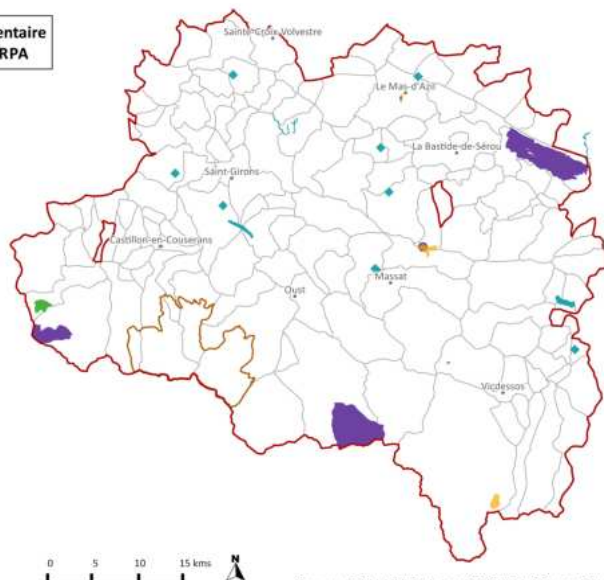 entaire
RPA
Sainte-Croix-Volvestre
Le Mas-d'Azil
La Bastide-de-Sérou
Saint-Girons
Castillon-en-Couserans
Massat
Oust
Vicdessos
N
0 5 10 15 kms